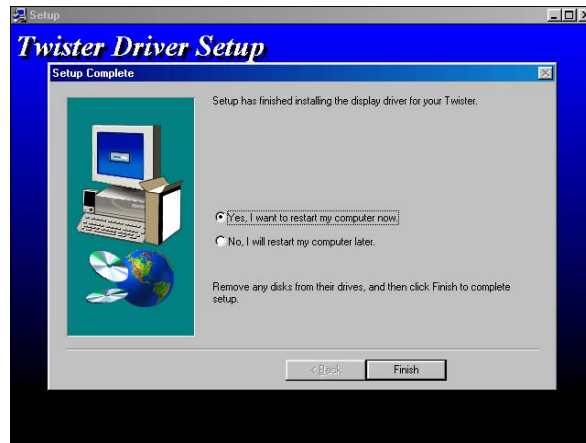 Setup
Twister Driver Setup
Setup Complete
Setup has finished installing the display driver for your Twister.
Yes, I want to restart my computer now.
No, I will restart my computer later.
Remove any disks from their drives, and then click Finish to complete
setup.
< Back Finish